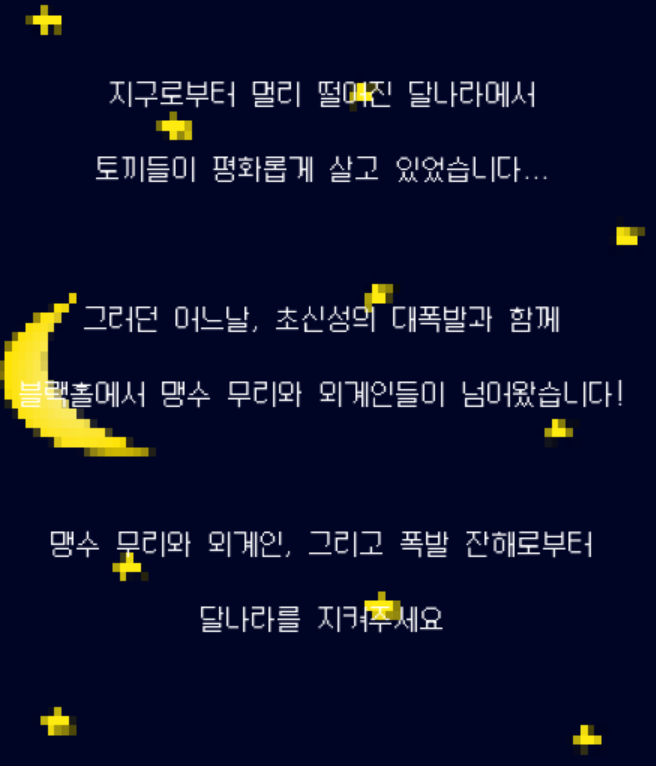 지구로부터 멀리 떨어진 달나라에서
토끼들이 평화롭게 살고 있었습니다...
그러던 어느날, 초신성의 대폭발과 함께
블랙홀에서 맹수 무리와 외계인들이 넘어왔습니다!
맹수 무리와 외계인, 그리고 폭발 잔해로부터
달나라를 지켜주세요